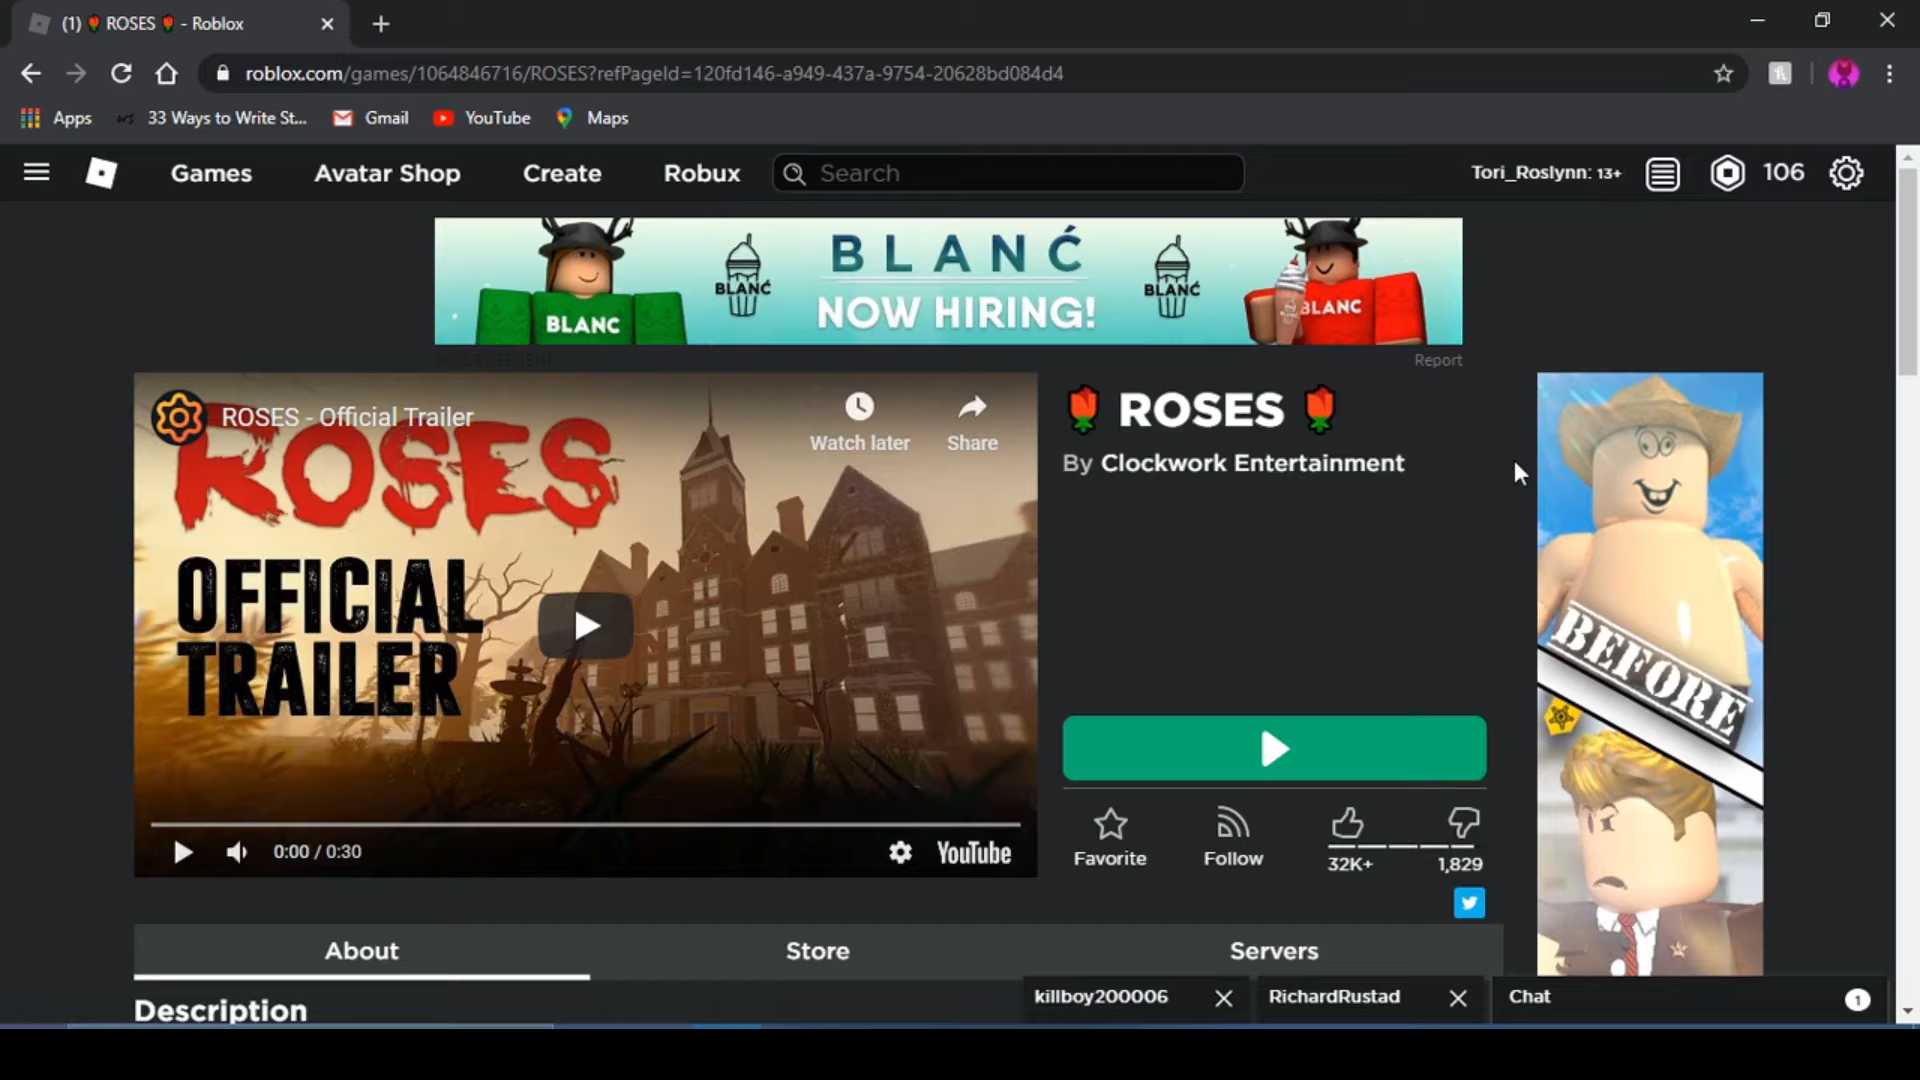 (1) 🌹 ROSES 🌹 - Roblox
roblox.com/games/1064846716/ROSES?refPageId=120fd146-a949-437a-9754-20628bd084d4
Apps 33 Ways to Write St... Gmail YouTube Maps
Games Avatar Shop Create Robux Search Tori_Roslynn: 13+ 106
BLANĆ
NOW HIRING!
BLANĆ
BLANĆ
BLANC
BLANC
ADVERTISEMENT Report
ROSES - Official Trailer
Watch later Share
ROSES
OFFICIAL
TRAILER
0:00 / 0:30 YouTube
🌹 ROSES 🌹
By Clockwork Entertainment
Favorite Follow 32K+ 1,829
BEFORE
About Store Servers
Description
killboy200006 RichardRustad Chat 1